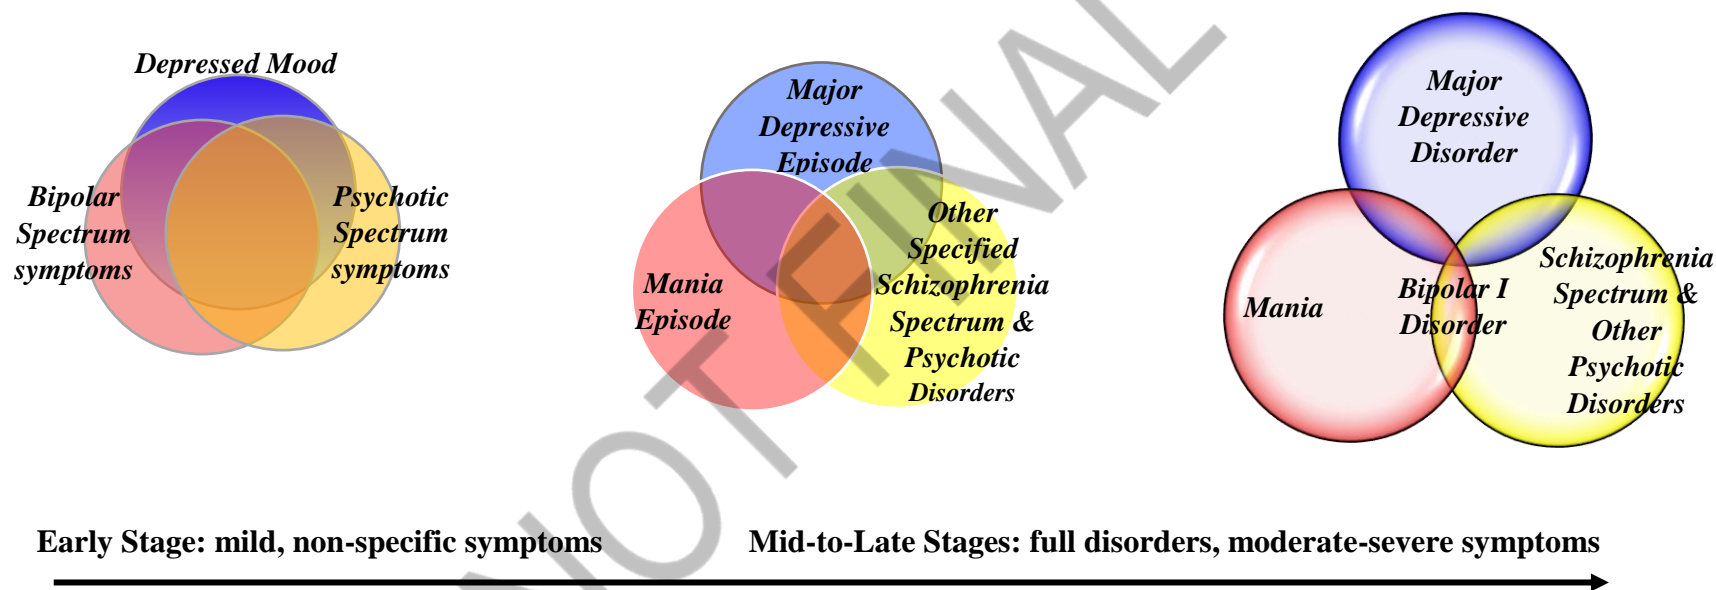 Depressed Mood
Bipolar
Spectrum
symptoms
Psychotic
Spectrum
symptoms
Major
Depressive
Episode
Mania
Episode
Other
Specified
Schizophrenia
Spectrum &
Psychotic
Disorders
Major
Depressive
Disorder
Mania
Bipolar I
Disorder
Schizophrenia
Spectrum &
Other
Psychotic
Disorders
Early Stage: mild, non-specific symptoms
Mid-to-Late Stages: full disorders, moderate-severe symptoms
NOT FINAL